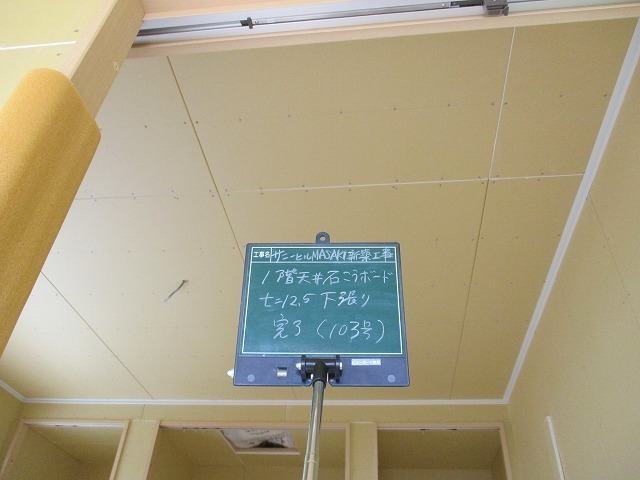 工事名 サニーヒルMASAKI新築工事
1階天井石こうボード
t=12.5 下張り
完了(103号)